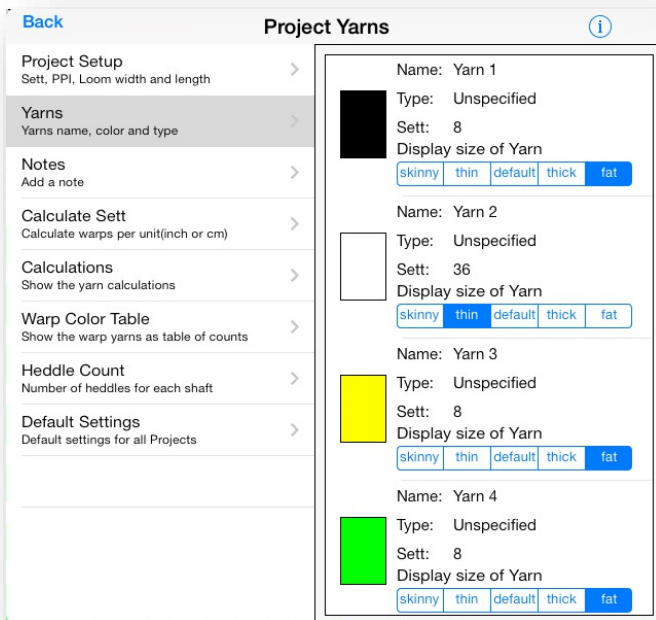 Back
Project Yarns
i
Project Setup
Sett, PPI, Loom width and length
Yarns
Yarns name, color and type
Notes
Add a note
Calculate Sett
Calculate warps per unit(inch or cm)
Calculations
Show the yarn calculations
Warp Color Table
Show the warp yarns as table of counts
Heddle Count
Number of heddles for each shaft
Default Settings
Default settings for all Projects
Name: Yarn 1
Type: Unspecified
Sett: 8
Display size of Yarn
skinny thin default thick fat
Name: Yarn 2
Type: Unspecified
Sett: 36
Display size of Yarn
skinny thin default thick fat
Name: Yarn 3
Type: Unspecified
Sett: 8
Display size of Yarn
skinny thin default thick fat
Name: Yarn 4
Type: Unspecified
Sett: 8
Display size of Yarn
skinny thin default thick fat